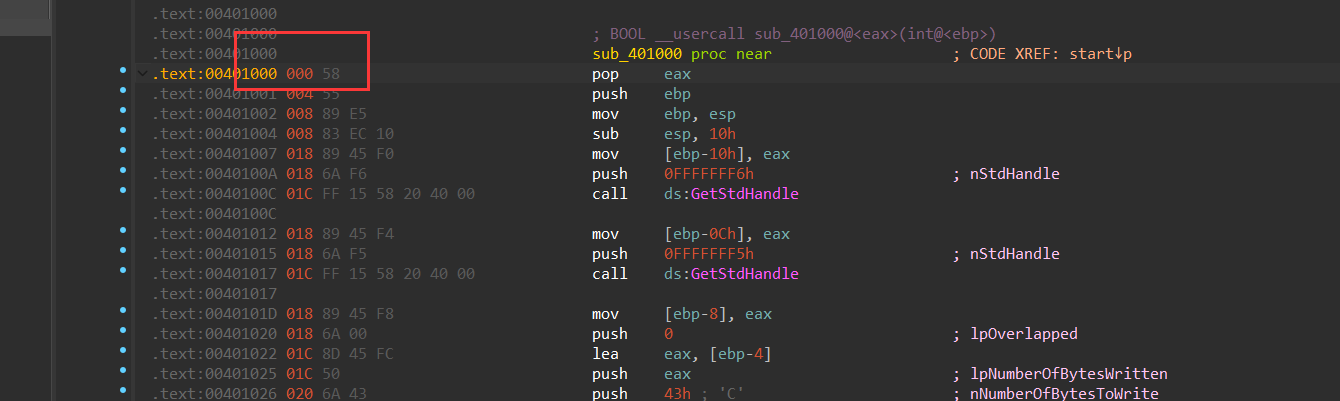 .text:00401000
.text:00401000 ; BOOL __usercall sub_401000@<eax>(int@<ebp>)
.text:00401000 sub_401000 proc near ; CODE XREF: start↓p
.text:00401000 000 58 pop eax
.text:00401001 004 55 push ebp
.text:00401002 008 89 E5 mov ebp, esp
.text:00401004 008 83 EC 10 sub esp, 10h
.text:00401007 018 89 45 F0 mov [ebp-10h], eax
.text:0040100A 018 6A F6 push 0FFFFFFF6h ; nStdHandle
.text:0040100C 01C FF 15 58 20 40 00 call ds:GetStdHandle
.text:0040100C
.text:00401012 018 89 45 F4 mov [ebp-0Ch], eax
.text:00401015 018 6A F5 push 0FFFFFFF5h ; nStdHandle
.text:00401017 01C FF 15 58 20 40 00 call ds:GetStdHandle
.text:00401017
.text:0040101D 018 89 45 F8 mov [ebp-8], eax
.text:00401020 018 6A 00 push 0 ; lpOverlapped
.text:00401022 01C 8D 45 FC lea eax, [ebp-4]
.text:00401025 01C 50 push eax ; lpNumberOfBytesWritten
.text:00401026 020 6A 43 push 43h ; 'C' ; nNumberOfBytesToWrite